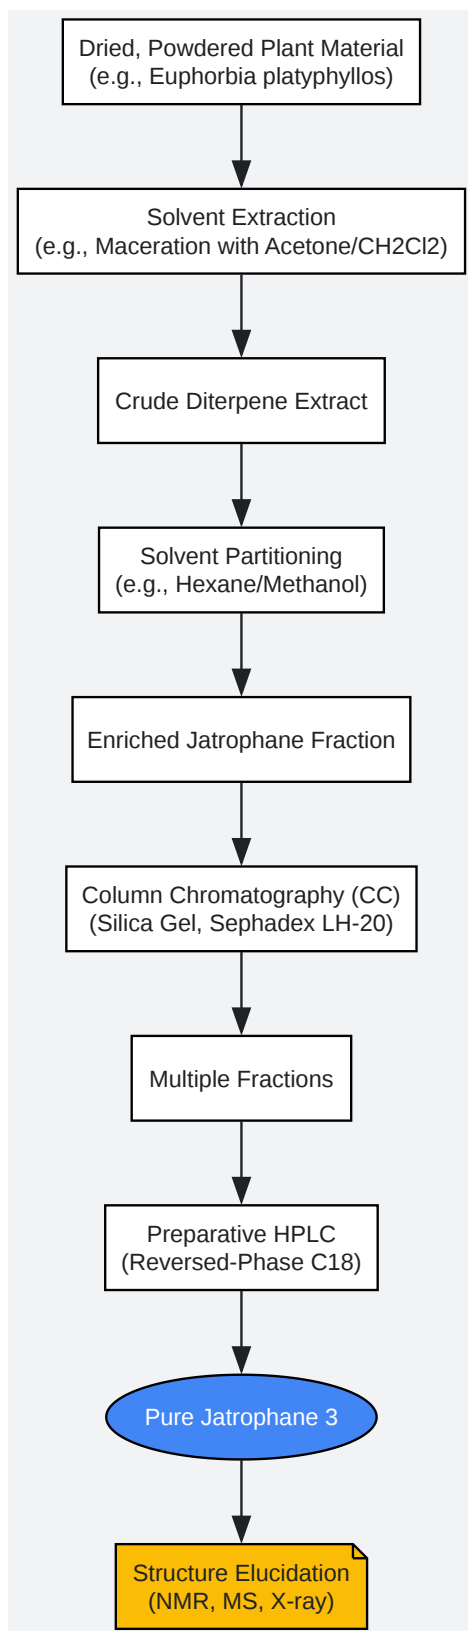 Dried, Powdered Plant Material
(e.g., Euphorbia platyphyllos)
Solvent Extraction
(e.g., Maceration with Acetone/CH2Cl2)
Crude Diterpene Extract
Solvent Partitioning
(e.g., Hexane/Methanol)
Enriched Jatrophane Fraction
Column Chromatography (CC)
(Silica Gel, Sephadex LH-20)
Multiple Fractions
Preparative HPLC
(Reversed-Phase C18)
Pure Jatrophane 3
Structure Elucidation
(NMR, MS, X-ray)